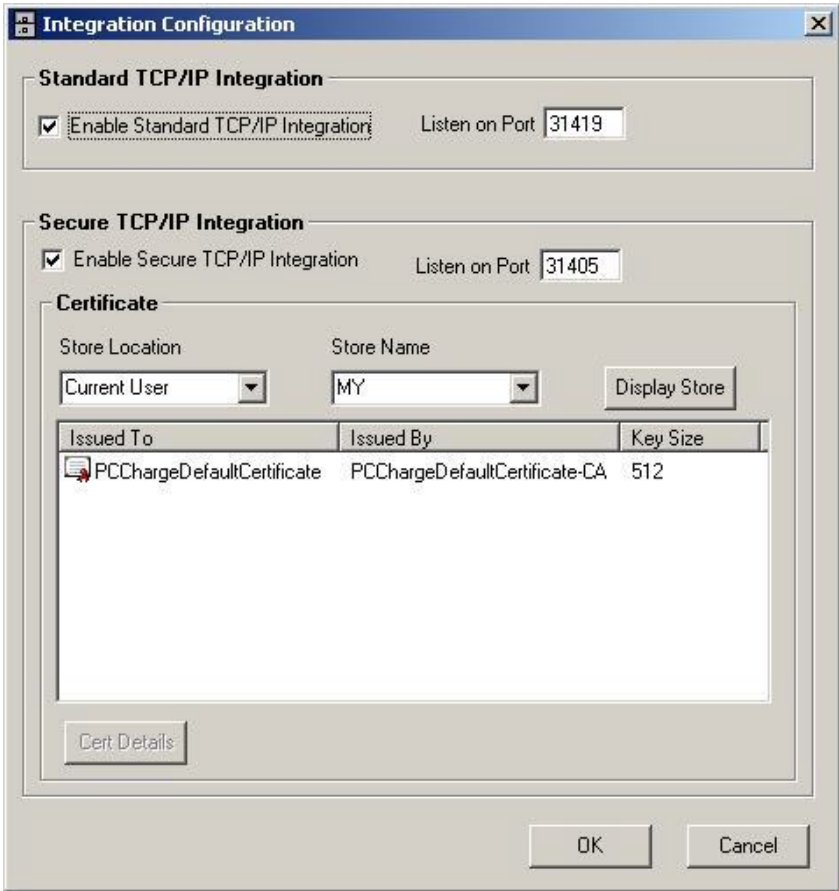 Integration Configuration
Standard TCP/IP Integration
Enable Standard TCP/IP Integration Listen on Port 31419
Secure TCP/IP Integration
Enable Secure TCP/IP Integration Listen on Port 31405
Certificate
Store Location Store Name
Current User MY Display Store
Issued To Issued By Key Size
PCChargeDefaultCertificate PCChargeDefaultCertificate-CA 512
Cert Details
OK Cancel